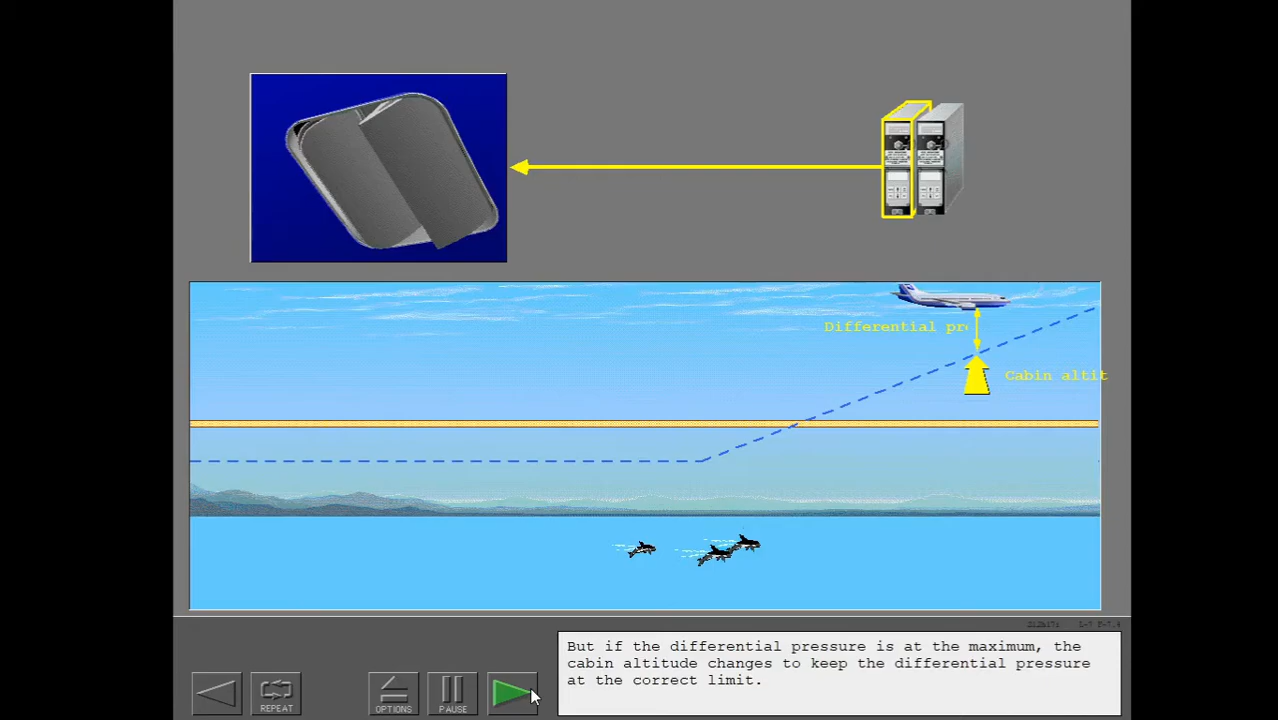 Differential pr
Cabin altit
But if the differential pressure is at the maximum, the
cabin altitude changes to keep the differential pressure
at the correct limit.
REPEAT
OPTIONS
PAUSE